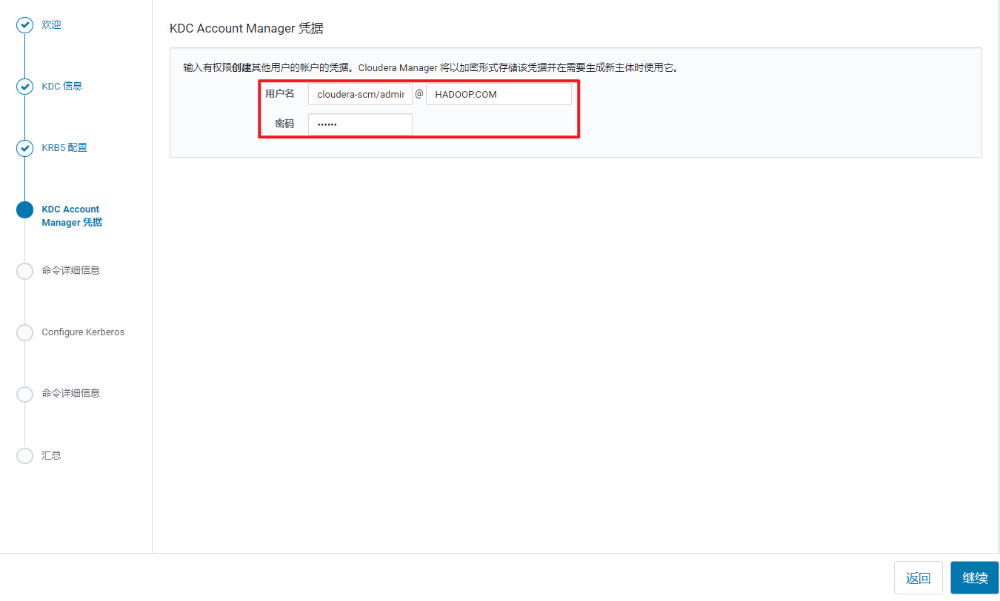 欢迎
KDC 信息
KRB5 配置
KDC Account
Manager 凭据
命令详细信息
Configure Kerberos
命令详细信息
汇总
KDC Account Manager 凭据
输入有权限创建其他用户的帐户的凭据。Cloudera Manager 将以加密形式存储该凭据并在需要生成新主体时使用它。
用户名 cloudera-scm/admin @ HADOOP.COM
密码 ••••••
返回 继续